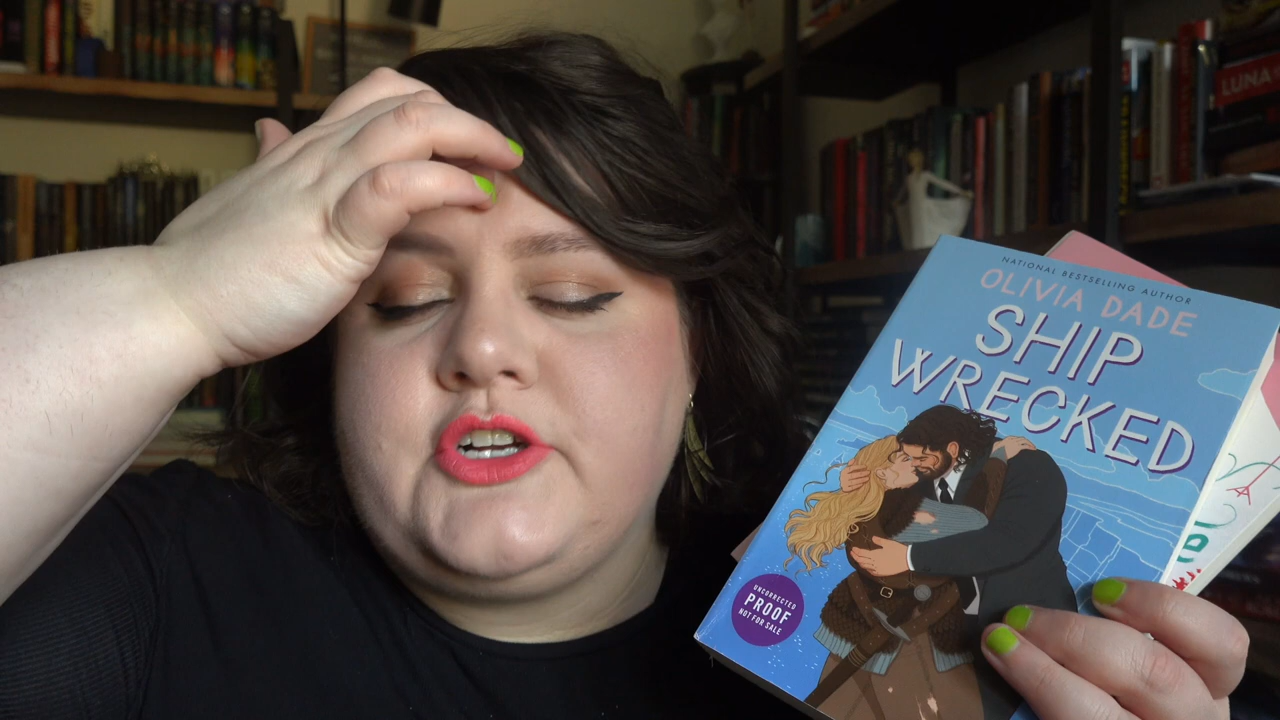 NATIONAL BESTSELLING AUTHOR
OLIVIA DADE
SHIP
WRECKED
UNCORRECTED
PROOF
NOT FOR SALE
LUNA